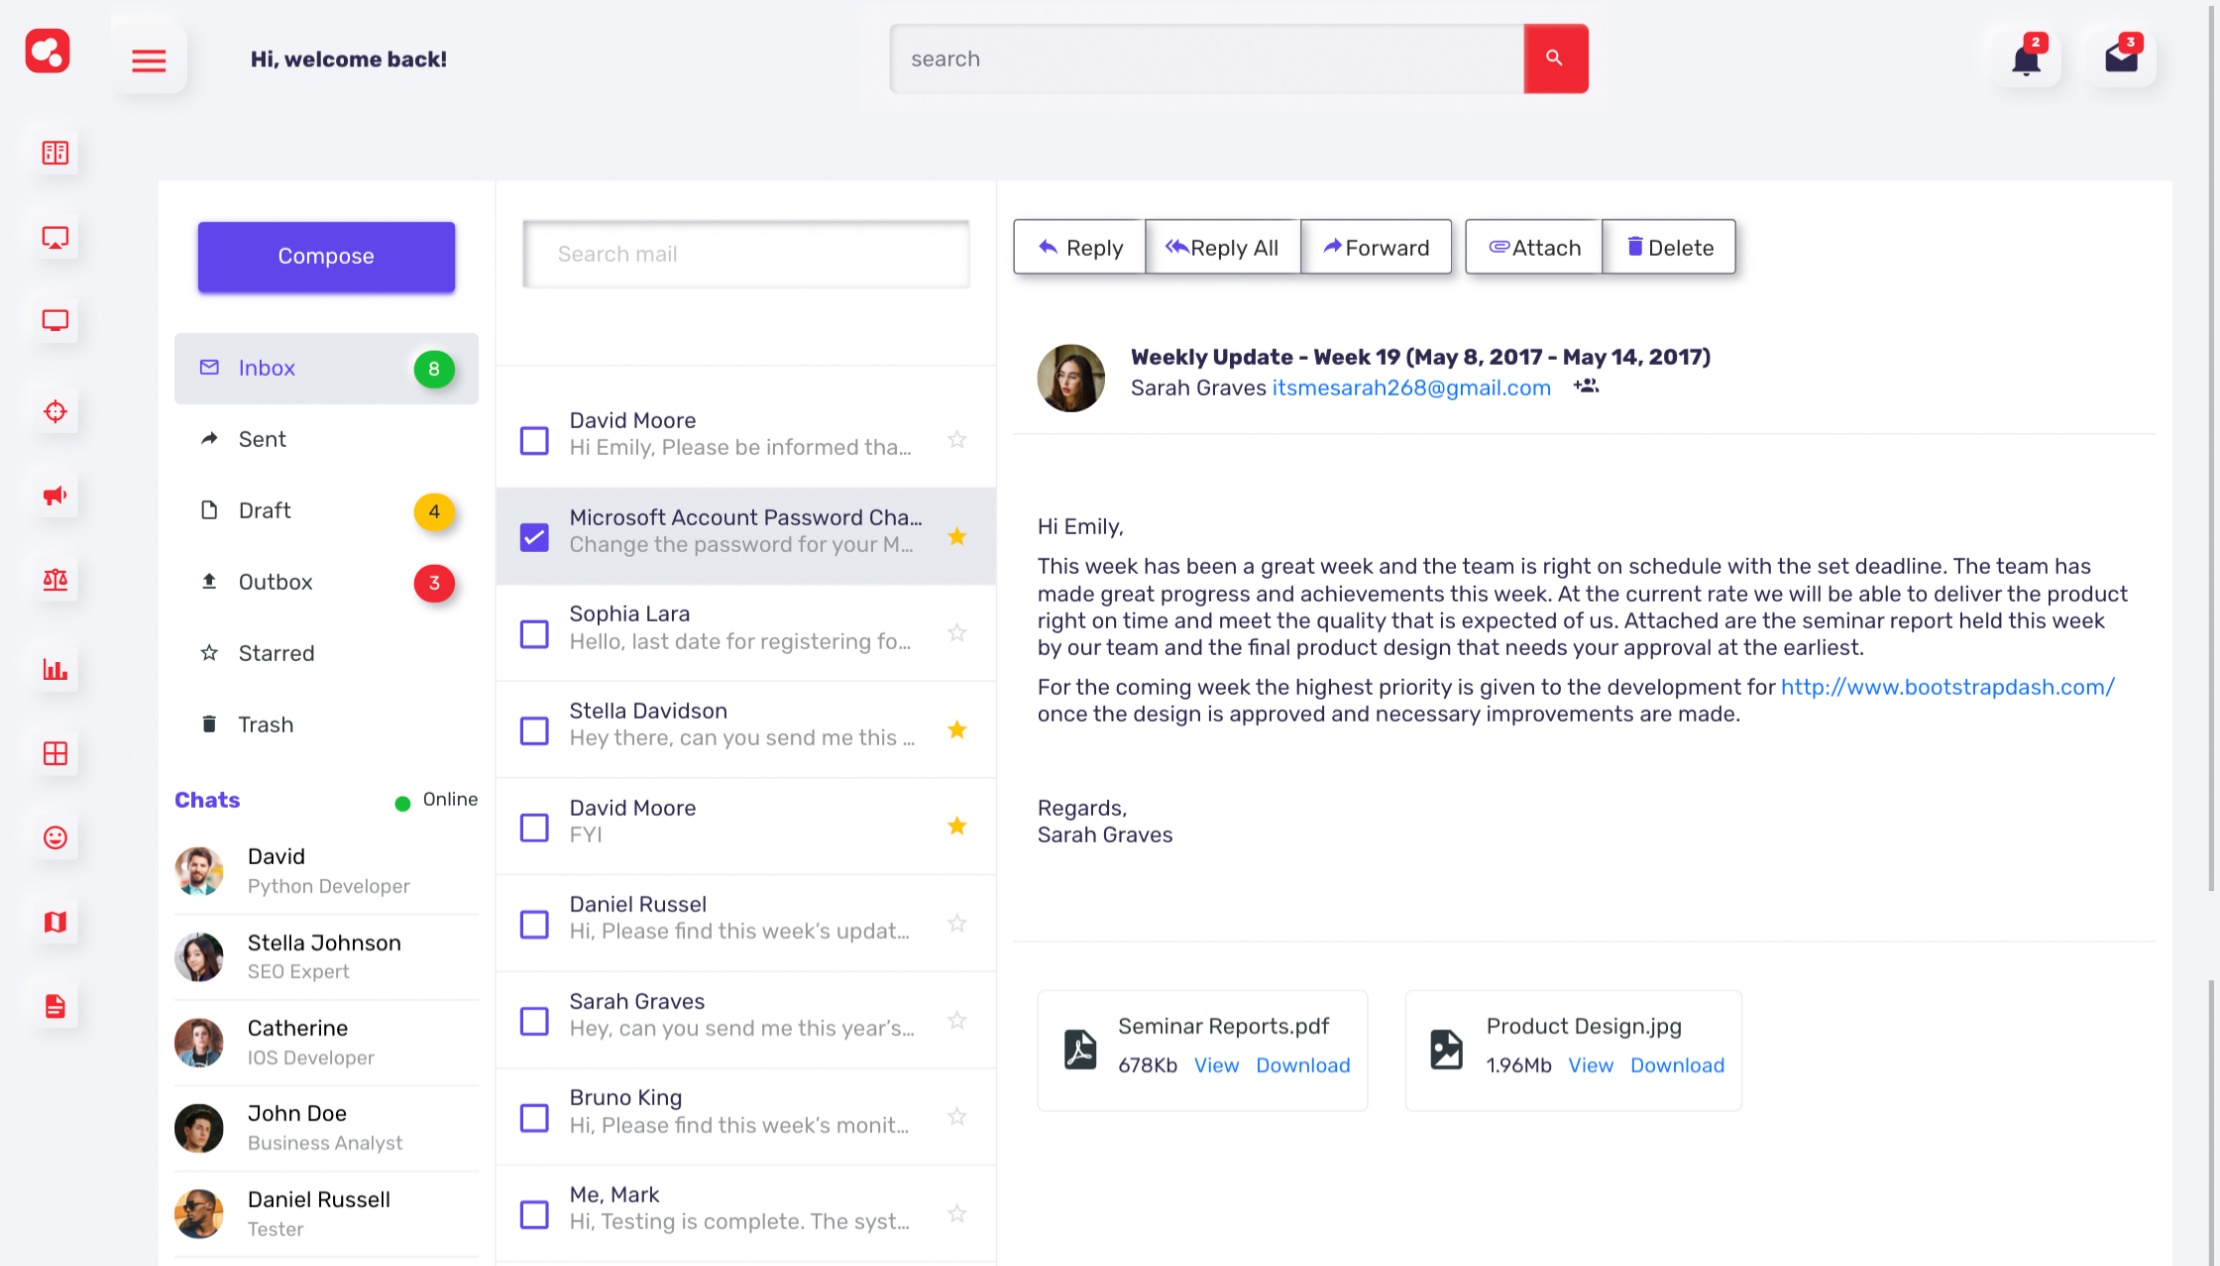 Hi, welcome back!
search
2
3
Compose
Inbox
8
Sent
Draft
4
Outbox
3
Starred
Trash
Chats
Online
David
Python Developer
Stella Johnson
SEO Expert
Catherine
IOS Developer
John Doe
Business Analyst
Daniel Russell
Tester
Search mail
David Moore
Hi Emily, Please be informed tha...
Microsoft Account Password Cha...
Change the password for your M...
Sophia Lara
Hello, last date for registering fo...
Stella Davidson
Hey there, can you send me this ...
David Moore
FYI
Daniel Russel
Hi, Please find this week's updat...
Sarah Graves
Hey, can you send me this year's...
Bruno King
Hi, Please find this week's monit...
Me, Mark
Hi, Testing is complete. The syst...
Reply
Reply All
Forward
Attach
Delete
Weekly Update - Week 19 (May 8, 2017 - May 14, 2017)
Sarah Graves itsmesarah268@gmail.com
Hi Emily,
This week has been a great week and the team is right on schedule with the set deadline. The team has
made great progress and achievements this week. At the current rate we will be able to deliver the product
right on time and meet the quality that is expected of us. Attached are the seminar report held this week
by our team and the final product design that needs your approval at the earliest.
For the coming week the highest priority is given to the development for http://www.bootstrapdash.com/
once the design is approved and necessary improvements are made.
Regards,
Sarah Graves
Seminar Reports.pdf
678Kb View Download
Product Design.jpg
1.96Mb View Download